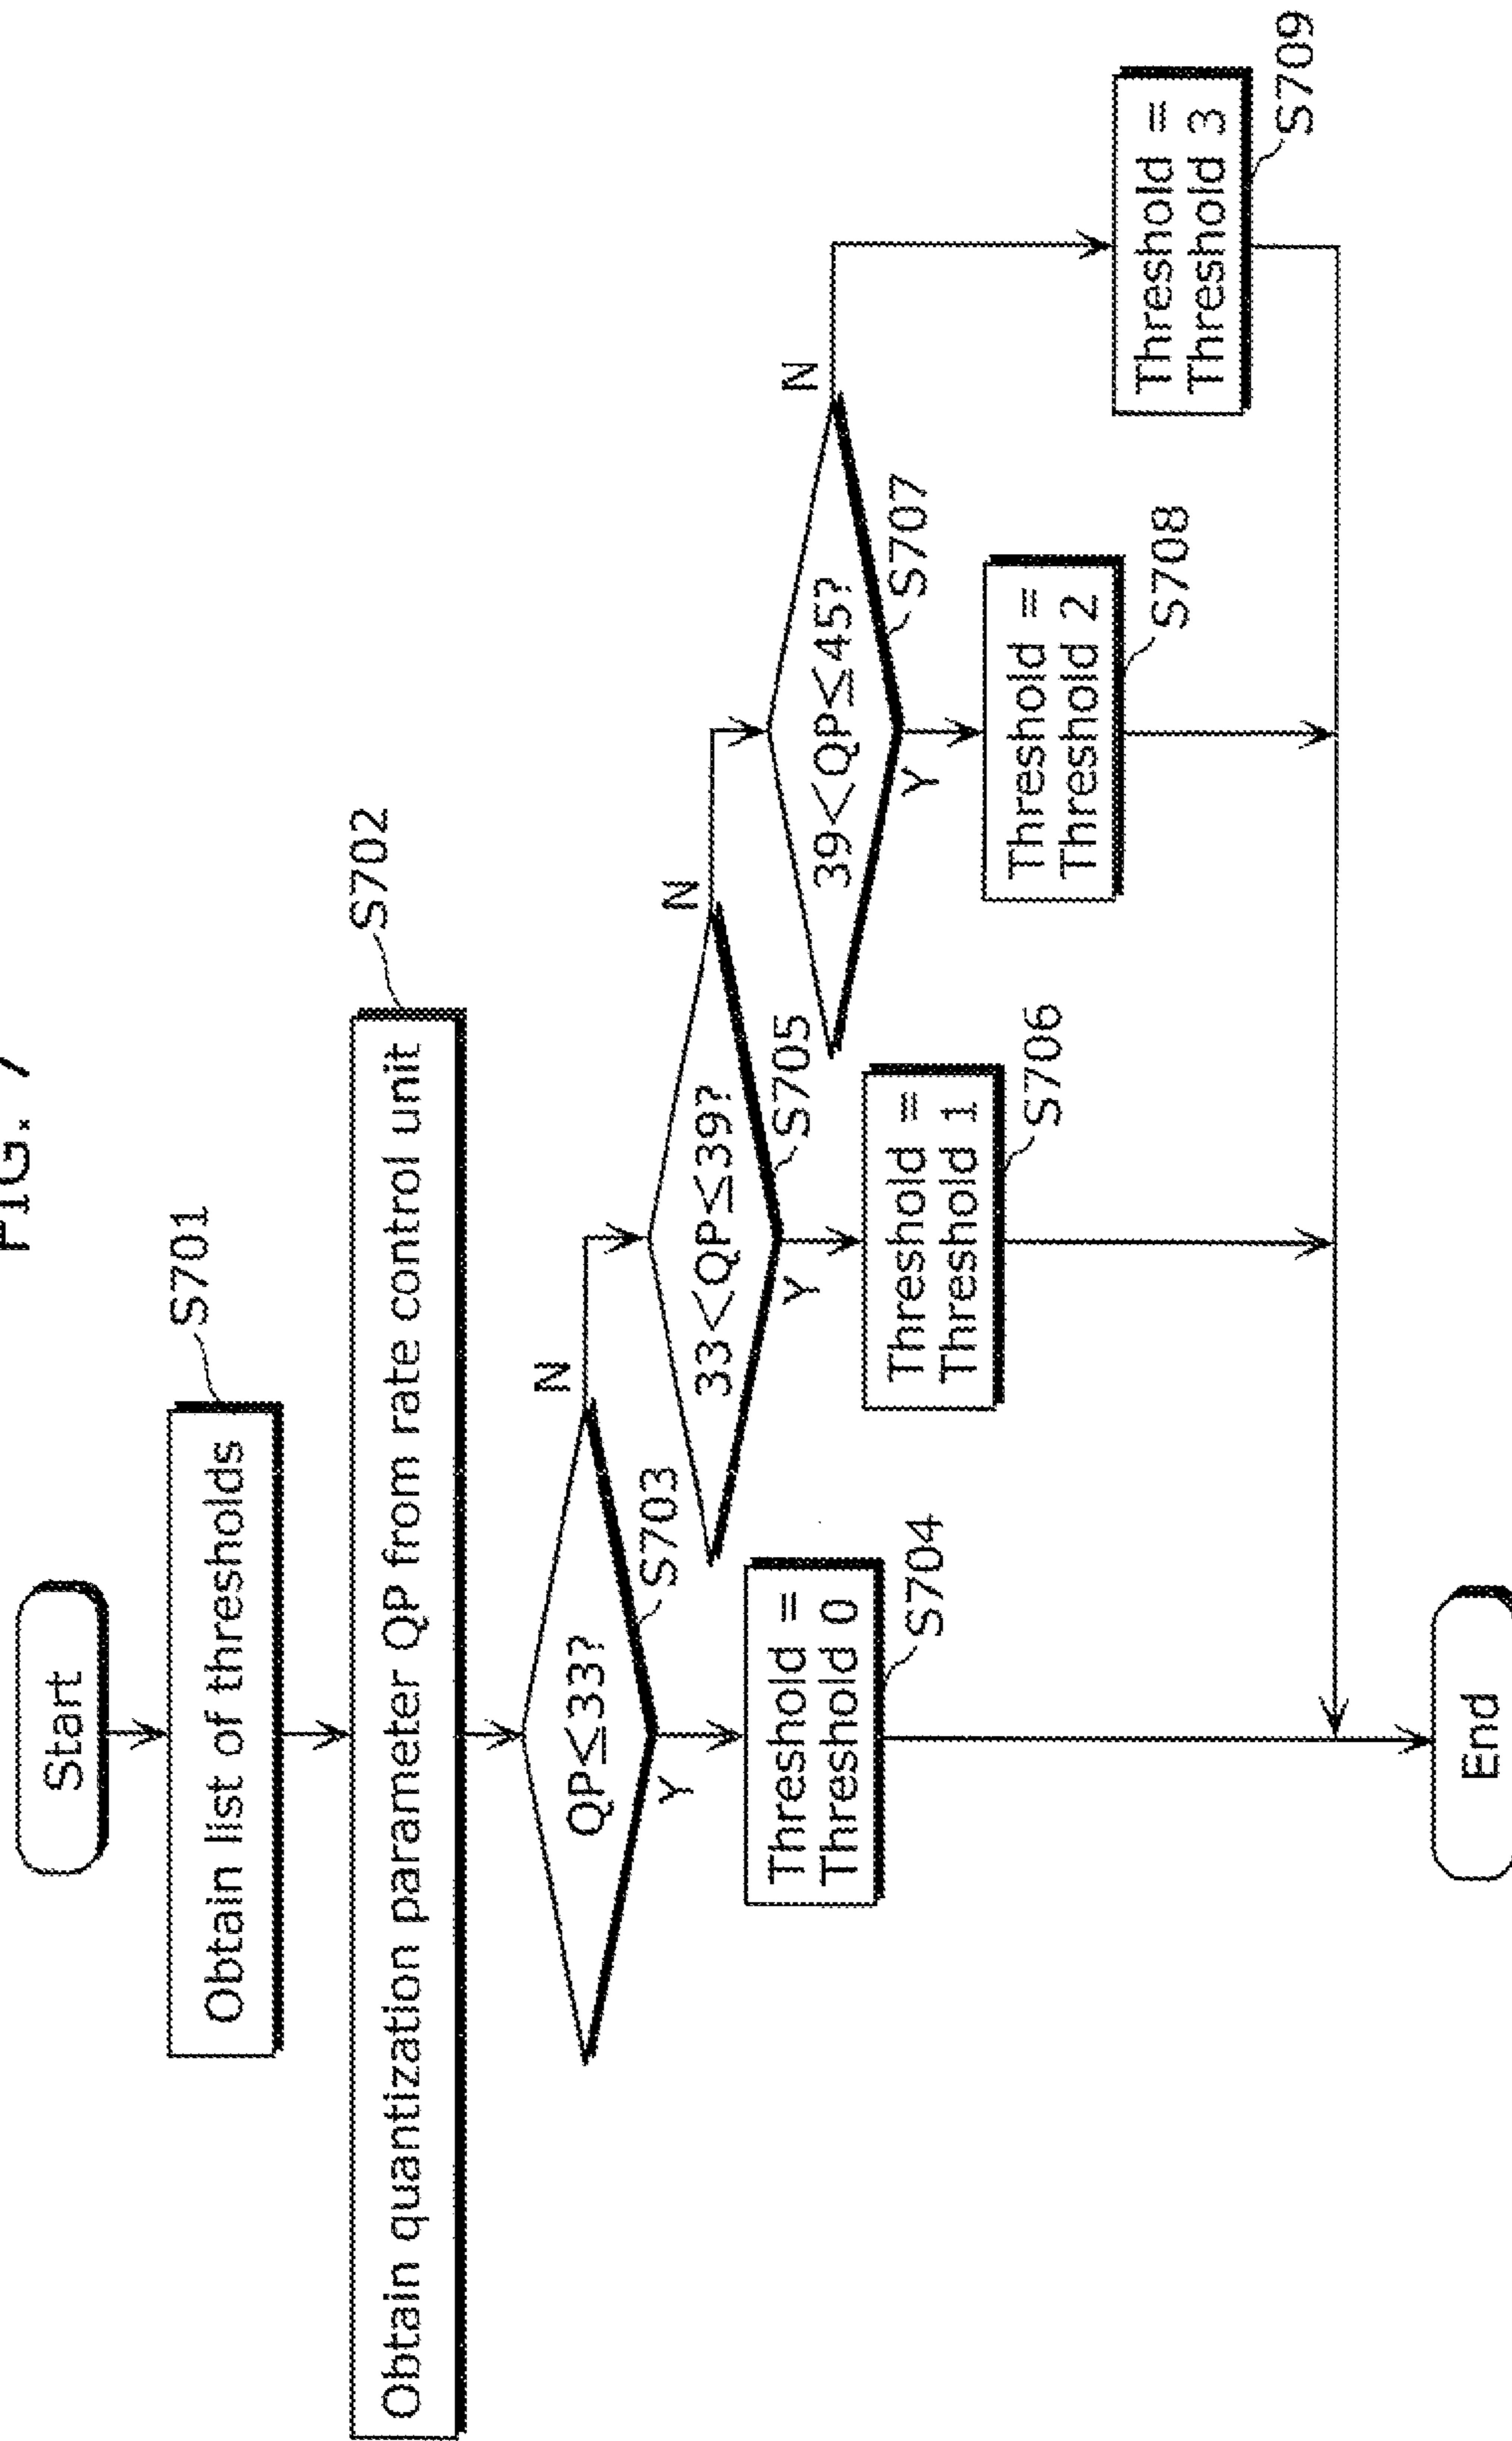 FIG. 7
Start
Obtain list of thresholds
S701
Obtain quantization parameter QP from rate control unit
S702
QP≤33?
N
S703
Y
33<QP≤39?
N
S705
Y
39<QP≤45?
N
S707
Y
Threshold =
Threshold 0
S704
Threshold =
Threshold 1
S706
Threshold =
Threshold 2
S708
Threshold =
Threshold 3
S709
End